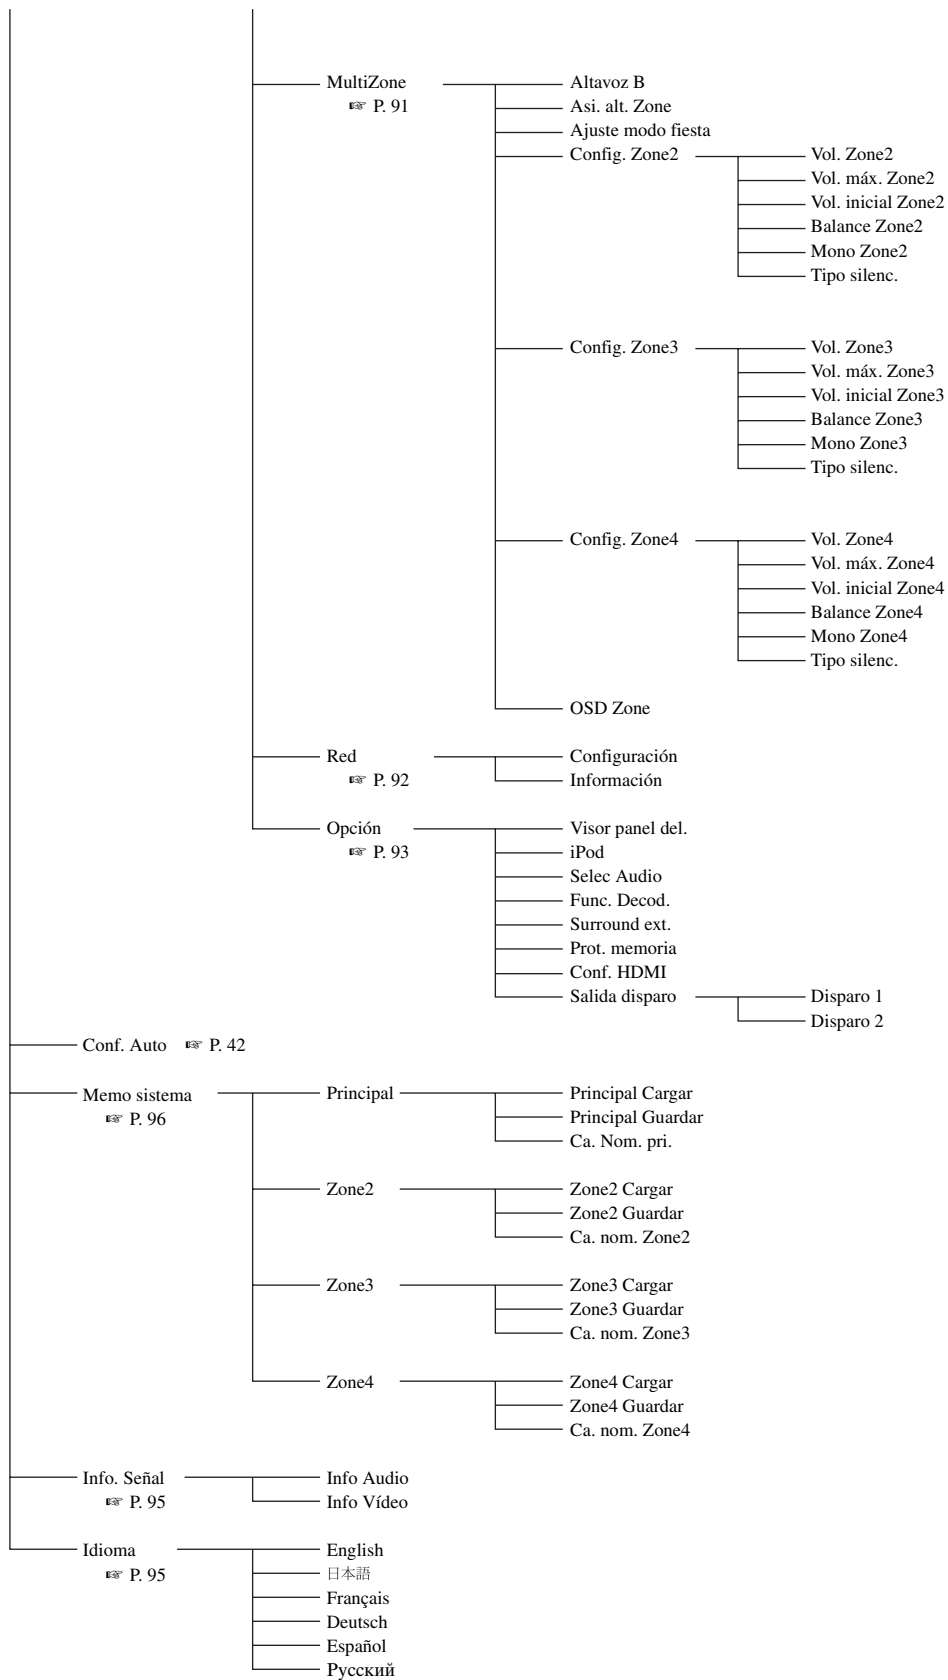 MultiZone
☞ P. 91
Altavoz B
Asi. alt. Zone
Ajuste modo fiesta
Config. Zone2
Vol. Zone2
Vol. máx. Zone2
Vol. inicial Zone2
Balance Zone2
Mono Zone2
Tipo silenc.
Config. Zone3
Vol. Zone3
Vol. máx. Zone3
Vol. inicial Zone3
Balance Zone3
Mono Zone3
Tipo silenc.
Config. Zone4
Vol. Zone4
Vol. máx. Zone4
Vol. inicial Zone4
Balance Zone4
Mono Zone4
Tipo silenc.
OSD Zone
Red
☞ P. 92
Configuración
Información
Opción
☞ P. 93
Visor panel del.
iPod
Selec Audio
Func. Decod.
Surround ext.
Prot. memoria
Conf. HDMI
Salida disparo
Disparo 1
Disparo 2
Conf. Auto ☞ P. 42
Memo sistema
☞ P. 96
Principal
Principal Cargar
Principal Guardar
Ca. Nom. pri.
Zone2
Zone2 Cargar
Zone2 Guardar
Ca. nom. Zone2
Zone3
Zone3 Cargar
Zone3 Guardar
Ca. nom. Zone3
Zone4
Zone4 Cargar
Zone4 Guardar
Ca. nom. Zone4
Info. Señal
☞ P. 95
Info Audio
Info Vídeo
Idioma
☞ P. 95
English
日本語
Français
Deutsch
Español
Русский